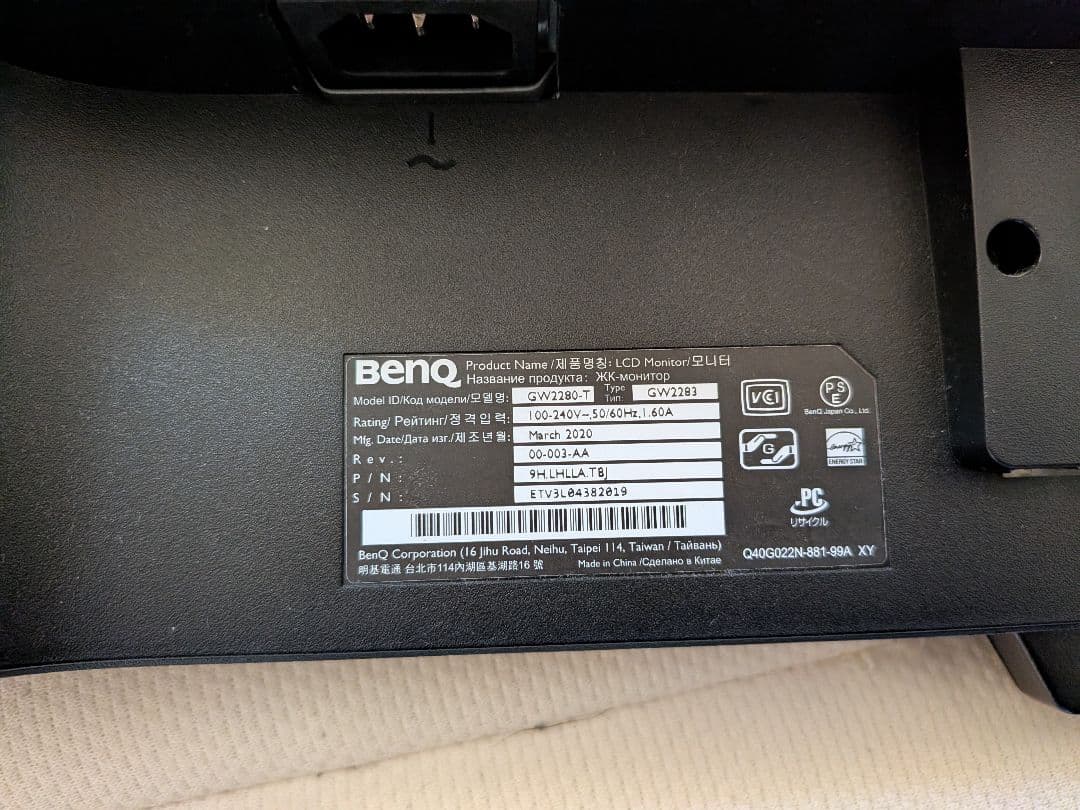 BenQ
Product Name /제품명칭: LCD Monitor/모니터
Название продукта: ЖК-монитор
Model ID/Код модели/모델명: GW2280-T Type Тип: GW2283
Rating/ Рейтинг/정격입력: 100-240V~,50/60Hz,1.60A
Mfg. Date/Дата изг./제조년월: March 2020
Rev.: 00-003-AA
P/N: 9H.LHLLA.TBJ
S/N: ETV3L04382019
BenQ Corporation (16 Jihu Road, Neihu, Taipei 114, Taiwan / Тайвань)
明基電通 台北市114內湖區基湖路16 號
Made in China /Сделано в Китае
VCCI
PSE
BenQ Japan Co., Ltd.
G
ENERGY STAR
PC
リサイクル
Q40G022N-881-99A XY